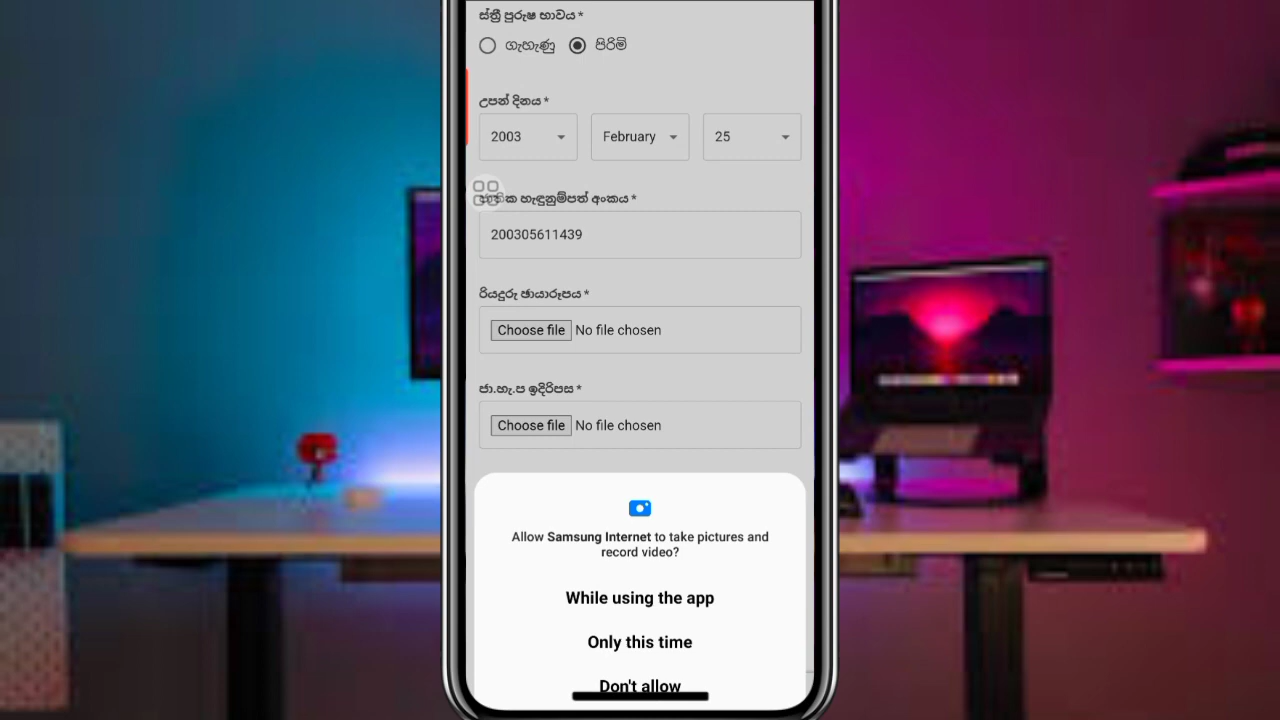 ස්ත්‍රී පුරුෂ භාවය *
ගැහැණු පිරිමි
උපන් දිනය *
2003 February 25
හැඳුනුම්පත් අංකය *
200305611439
රියදුරු ඡායාරූපය *
Choose file No file chosen
ජා.හැ.ප ඉදිරිපස *
Choose file No file chosen
Allow Samsung Internet to take pictures and
record video?
While using the app
Only this time
Don't allow